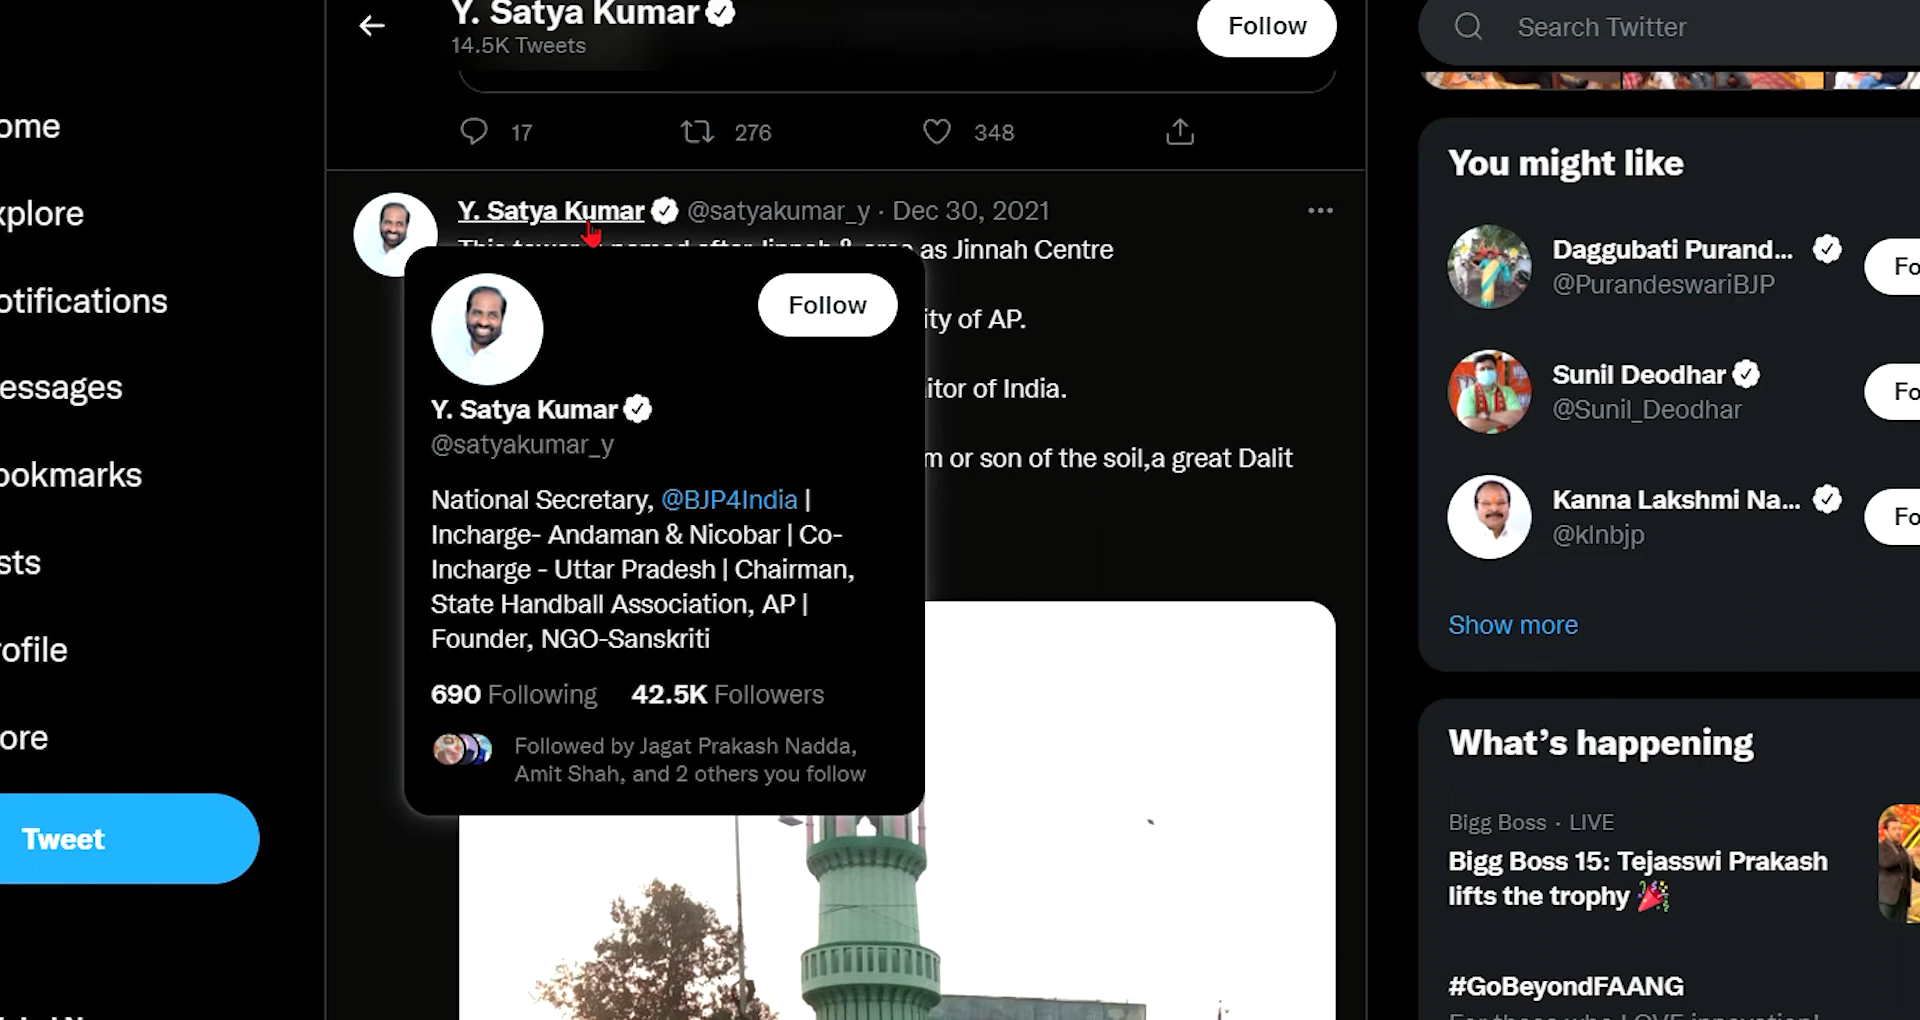 ome
xplore
otifications
essages
ookmarks
sts
rofile
ore
Tweet
Y. Satya Kumar
14.5K Tweets
Follow
17 276 348
Y. Satya Kumar @satyakumar_y · Dec 30, 2021
as Jinnah Centre
ity of AP.
itor of India.
m or son of the soil,a great Dalit
Follow
Y. Satya Kumar
@satyakumar_y
National Secretary, @BJP4India |
Incharge- Andaman & Nicobar | Co-
Incharge - Uttar Pradesh | Chairman,
State Handball Association, AP |
Founder, NGO-Sanskriti
690 Following 42.5K Followers
Followed by Jagat Prakash Nadda,
Amit Shah, and 2 others you follow
Search Twitter
You might like
Daggubati Purand...
@PurandeswariBJP
Fo
Sunil Deodhar
@Sunil_Deodhar
Fo
Kanna Lakshmi Na...
@klnbjp
Fo
Show more
What's happening
Bigg Boss · LIVE
Bigg Boss 15: Tejasswi Prakash
lifts the trophy 🎉
#GoBeyondFAANG